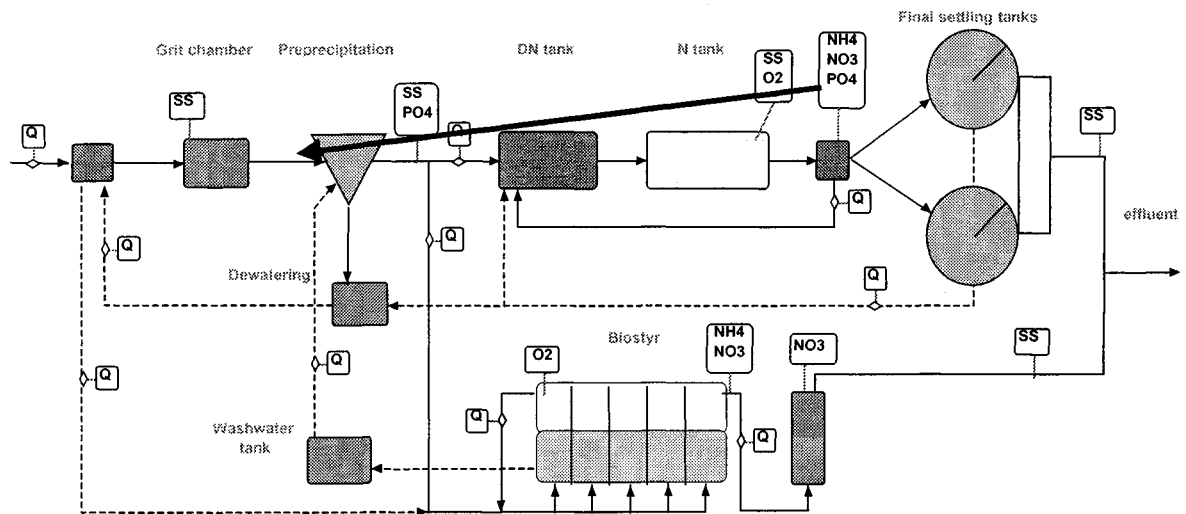 Final settling tanks
Grit chamber
Preprecipitation
DN tank
N tank
NH4
NO3
PO4
SS
O2
SS
PO4
SS
Q
Q
SS
Q
Q
Q
effluent
Q
Dewatering
Q
Biostyr
NH4
NO3
NO3
SS
O2
Q
Q
Q
Q
Washwater
tank